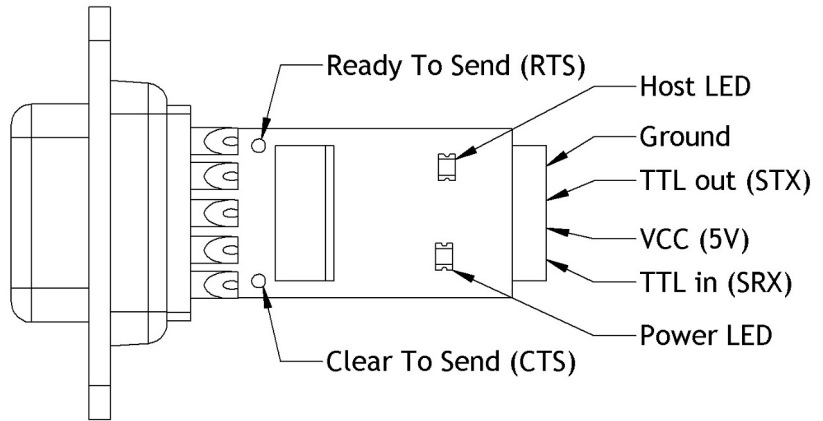 Ready To Send (RTS)
Host LED
Ground
TTL out (STX)
VCC (5V)
TTL in (SRX)
Power LED
Clear To Send (CTS)